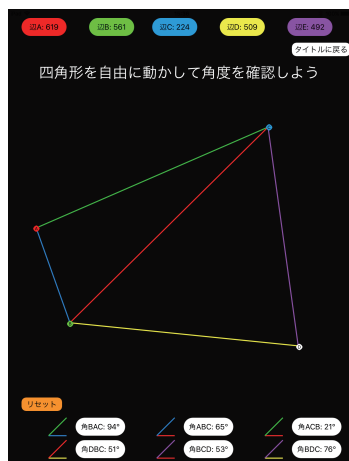 辺A: 619 辺B: 561 辺C: 224 辺D: 509 辺E: 492
タイトルに戻る
四角形を自由に動かして角度を確認しよう
リセット
角BAC: 94° 角ABC: 65° 角ACB: 21°
角DBC: 51° 角BCD: 53° 角BDC: 76°